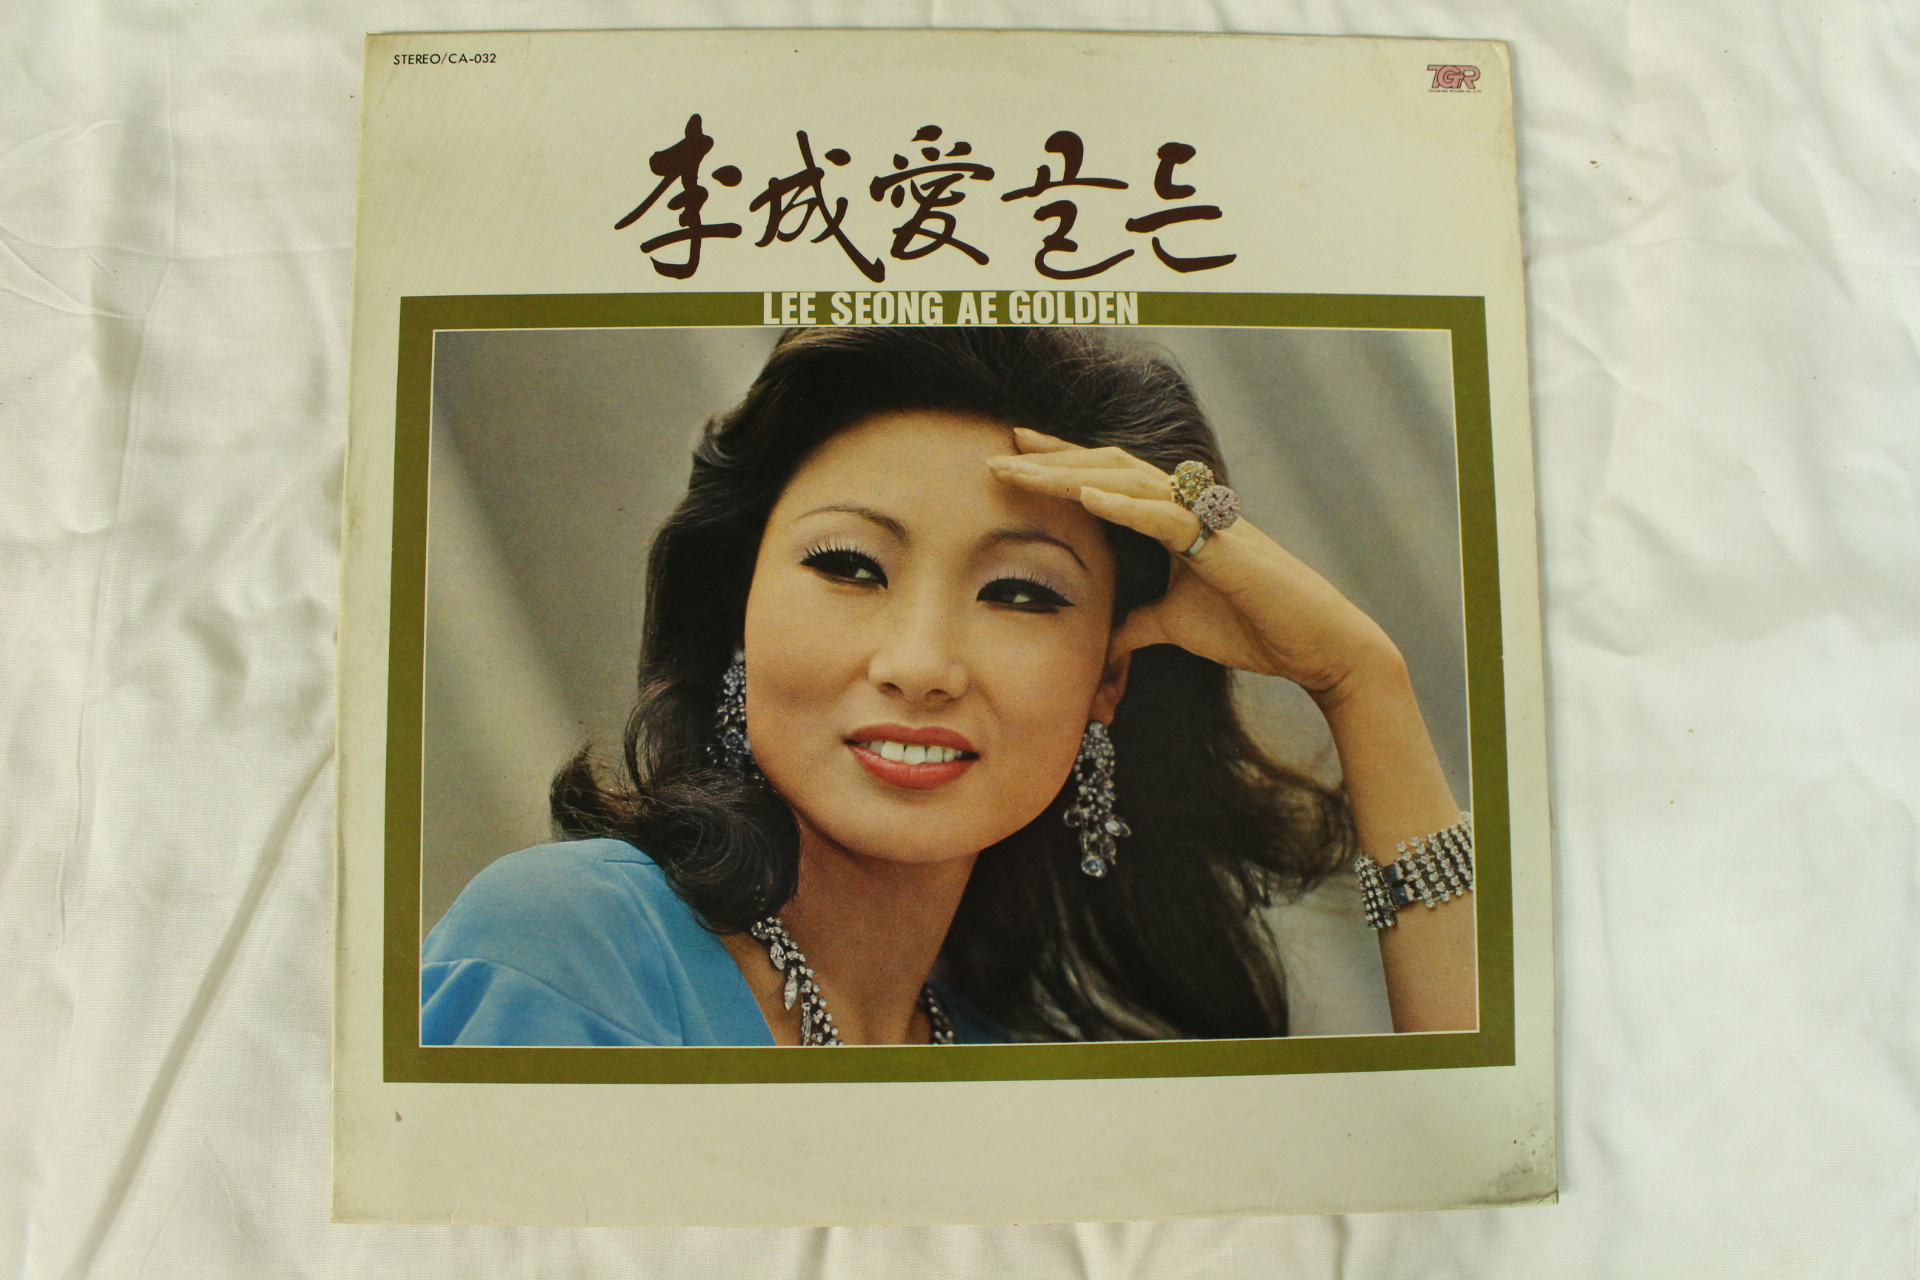 STEREO/CA-032
TGR
李成愛골든
LEE SEONG AE GOLDEN